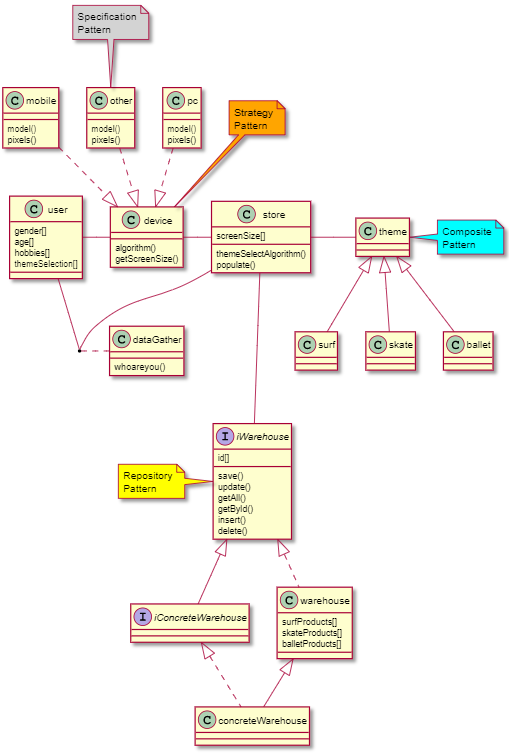 Specification
Pattern
C mobile
model()
pixels()
C other
model()
pixels()
C pc
model()
pixels()
Strategy
Pattern
C user
gender[]
age[]
hobbies[]
themeSelection[]
C device
algorithm()
getScreenSize()
C store
screenSize[]
themeSelectAlgorithm()
populate()
C theme
Composite
Pattern
C dataGather
whoareyou()
C surf
C skate
C ballet
I iWarehouse
id[]
save()
update()
getAll()
getById()
insert()
delete()
Repository
Pattern
I iConcreteWarehouse
C warehouse
surfProducts[]
skateProducts[]
balletProducts[]
C concreteWarehouse